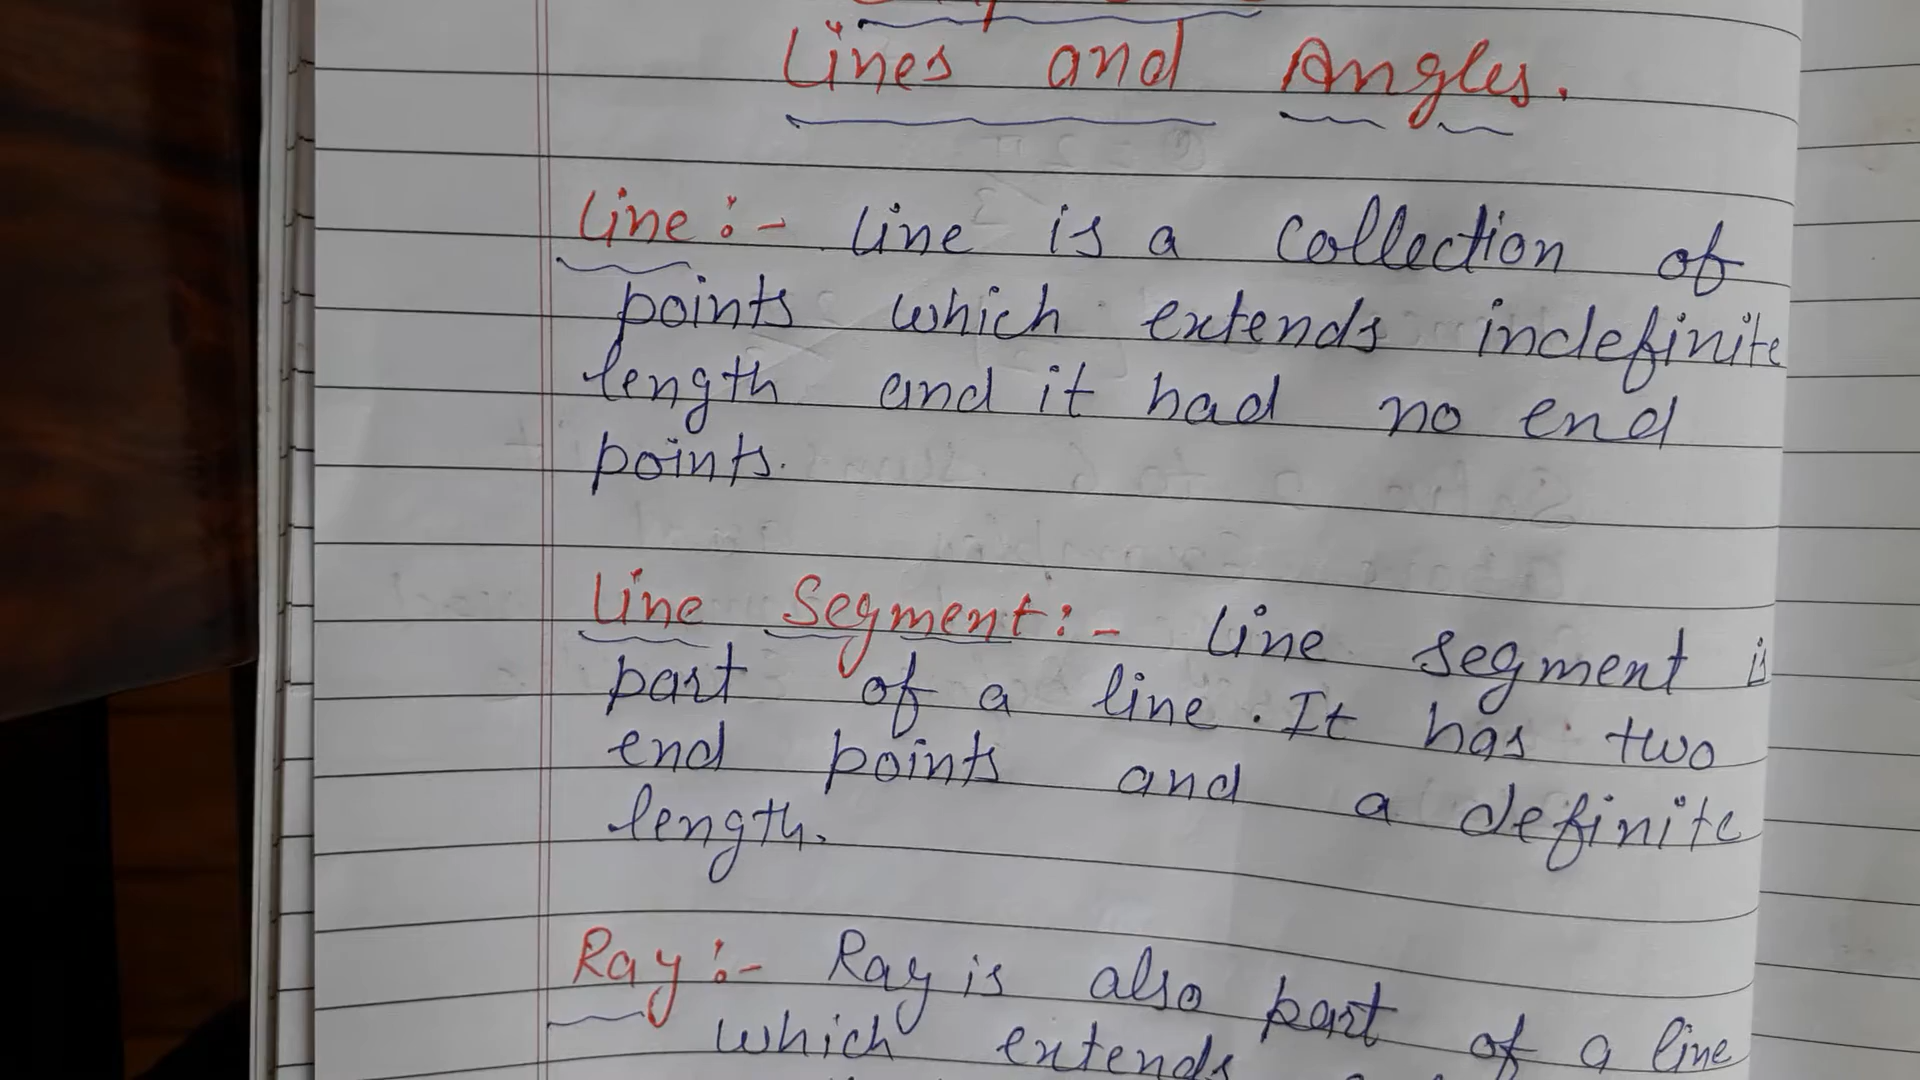 Lines and Angles.
Line :- Line is a Collection of
points which extends indefinite
length and it had no end
points.
Line Segment :- Line segment is
part of a line. It has two
end points and a definite
length.
Ray :- Ray is also part of a line
which extends